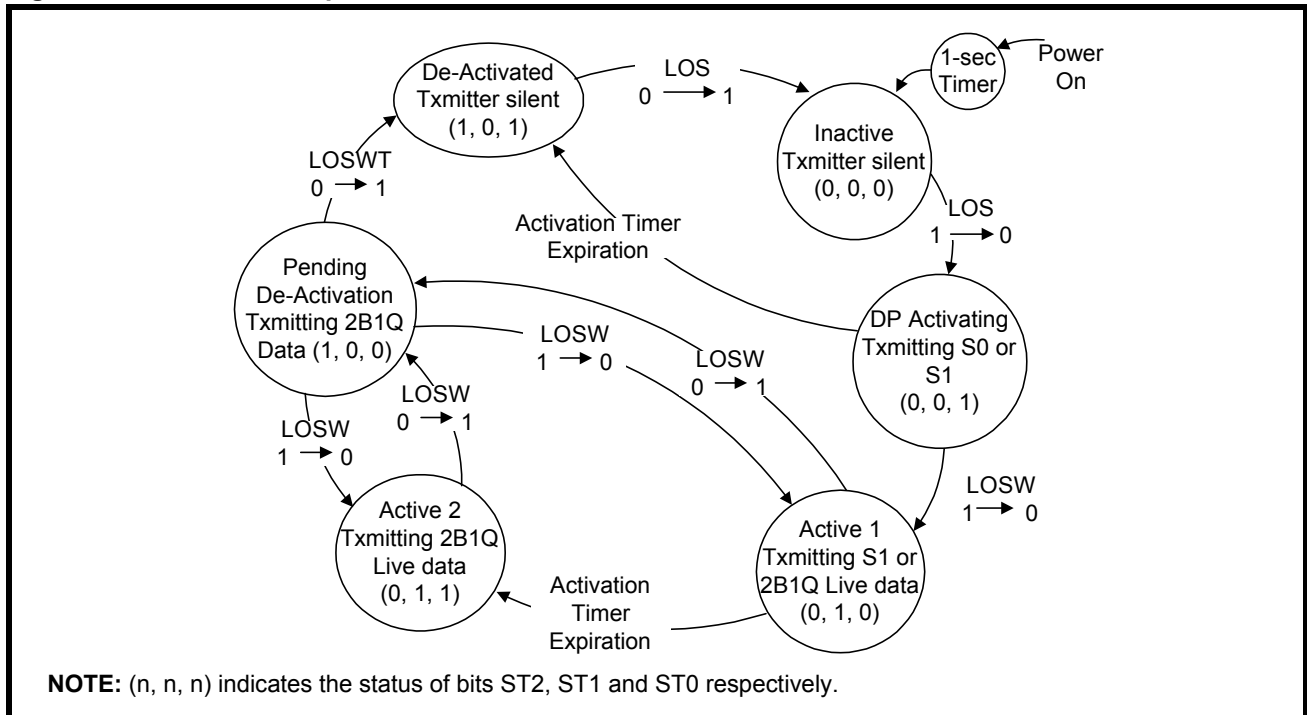 De-Activated
Txmitter silent
(1, 0, 1)
LOS
0 → 1
1-sec
Timer
Power
On
Inactive
Txmitter silent
(0, 0, 0)
LOS
1 → 0
LOSWT
0 → 1
Activation Timer
Expiration
Pending
De-Activation
Txmitting 2B1Q
Data (1, 0, 0)
DP Activating
Txmitting S0 or
S1
(0, 0, 1)
LOSW
1 → 0
LOSW
0 → 1
LOSW
0 → 1
LOSW
1 → 0
LOSW
1 → 0
Active 2
Txmitting 2B1Q
Live data
(0, 1, 1)
Activation
Timer
Expiration
Active 1
Txmitting S1 or
2B1Q Live data
(0, 1, 0)
NOTE: (n, n, n) indicates the status of bits ST2, ST1 and ST0 respectively.